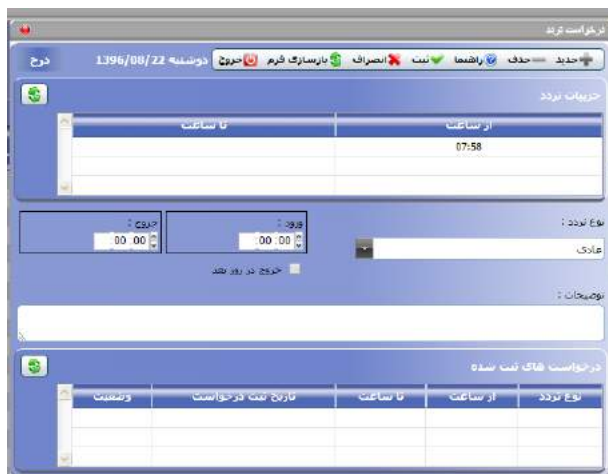 درخواست تردد
جدید حذف راهنما ثبت انصراف بازسازی فرم خروج دوشنبه 1396/08/22 درج
جزییات تردد
از ساعت تا ساعت
07:58
نوع تردد : ورود : خروج :
عادی 00:00 00:00
خروج در روز بعد
توضیحات :
درخواست های ثبت شده
نوع تردد از ساعت تا ساعت تاریخ ثبت درخواست وضعیت